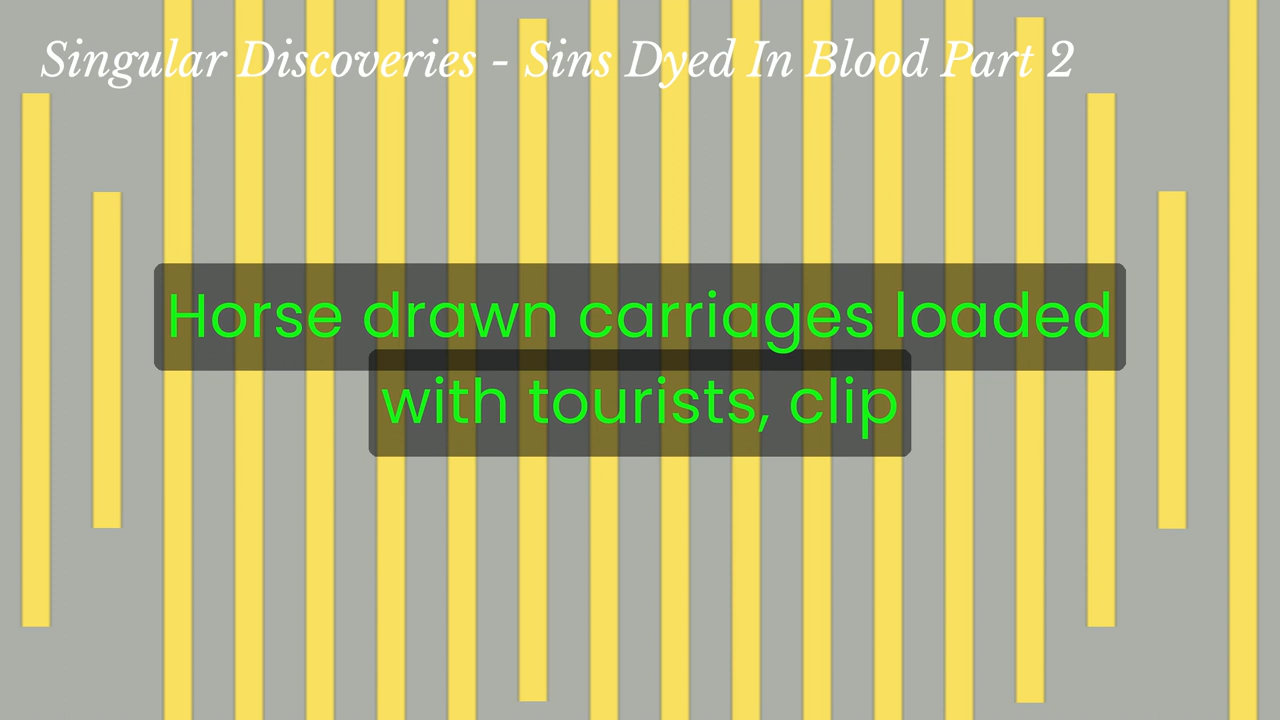 Singular Discoveries - Sins Dyed In Blood Part 2
Horse drawn carriages loaded
with tourists, clip